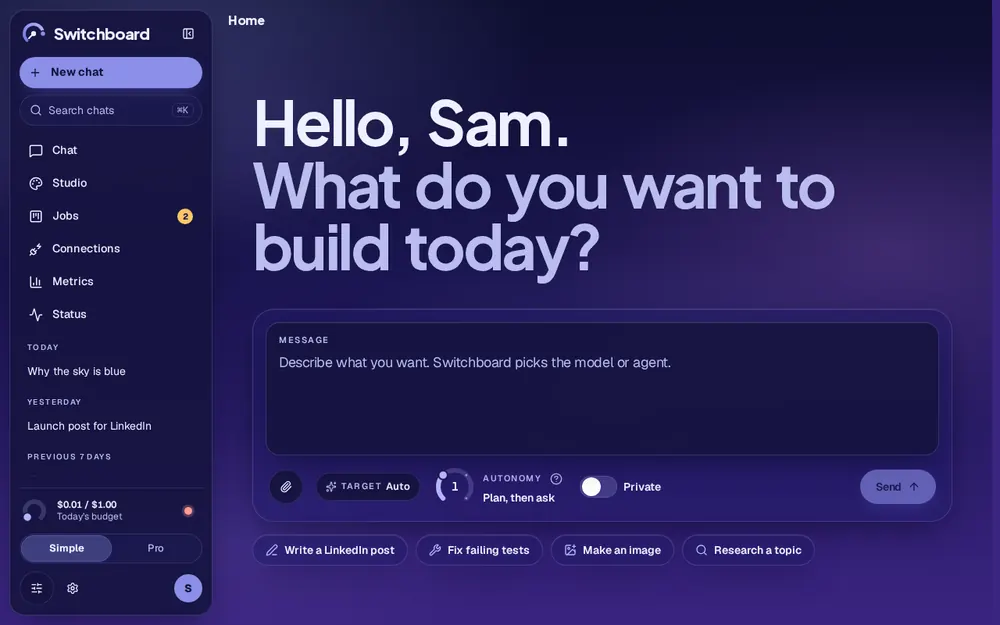 Switchboard
New chat
Search chats ⌘K
Chat
Studio
Jobs 2
Connections
Metrics
Status
TODAY
Why the sky is blue
YESTERDAY
Launch post for LinkedIn
PREVIOUS 7 DAYS
$0.01 / $1.00
Today's budget
Simple Pro
S
Home
Hello, Sam.
What do you want to
build today?
MESSAGE
Describe what you want. Switchboard picks the model or agent.
TARGET Auto
1
AUTONOMY ?
Plan, then ask
Private
Send ↑
Write a LinkedIn post
Fix failing tests
Make an image
Research a topic